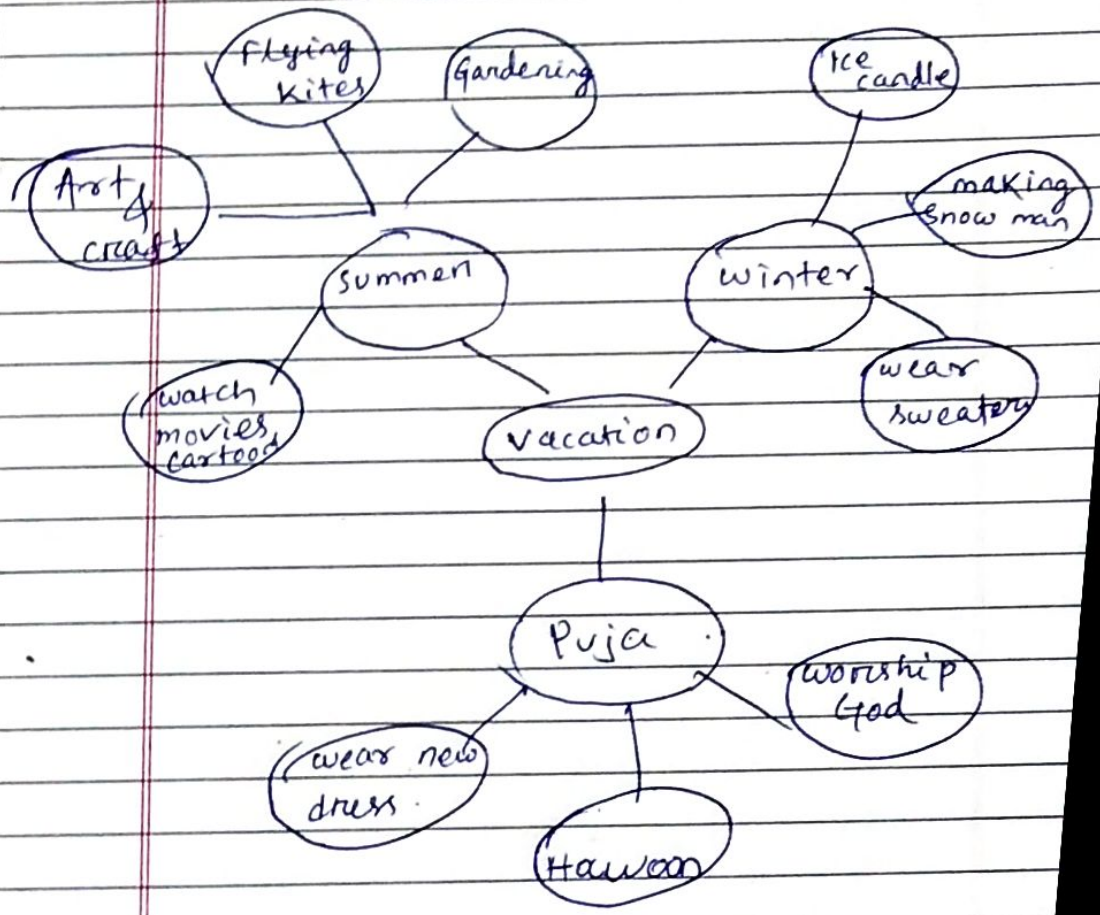 Flying
Kites
Gardening
Ice
candle
Art
&
craft
making
snow man
summer
winter
watch
movies,
cartoon
wear
sweater
vacation
Puja
worship
God
wear new
dress.
Hawoon